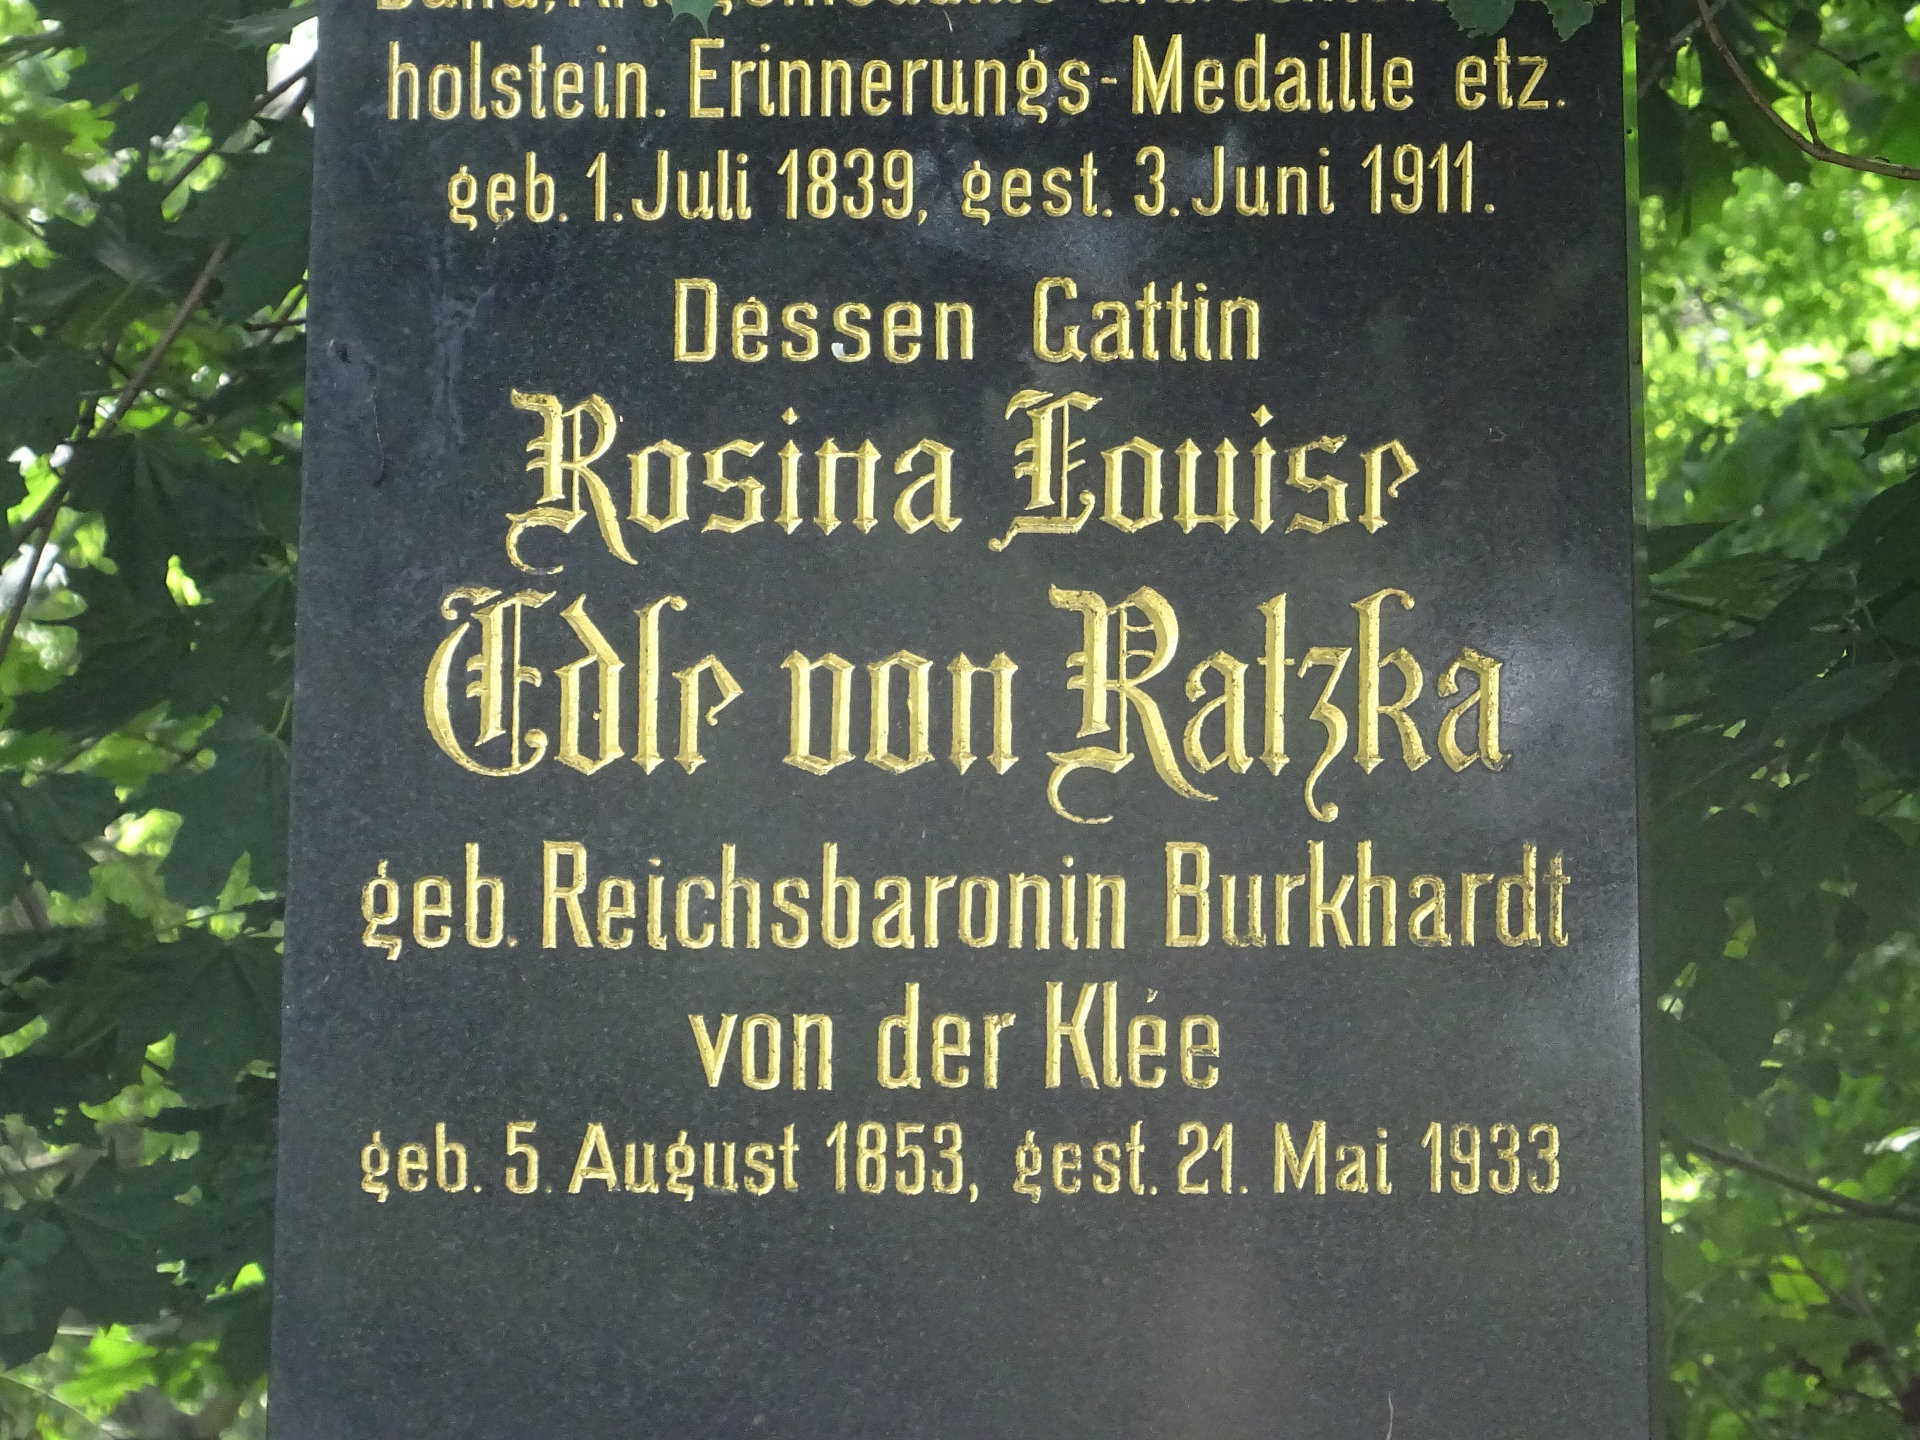 holstein. Erinnerungs-Medaille etz.
geb. 1. Juli 1839, gest. 3. Juni 1911.
Dessen Gattin
Rosina Louise
Edle von Ratzka
geb. Reichsbaronin Burkhardt
von der Klée
geb. 5. August 1853, gest. 21. Mai 1933